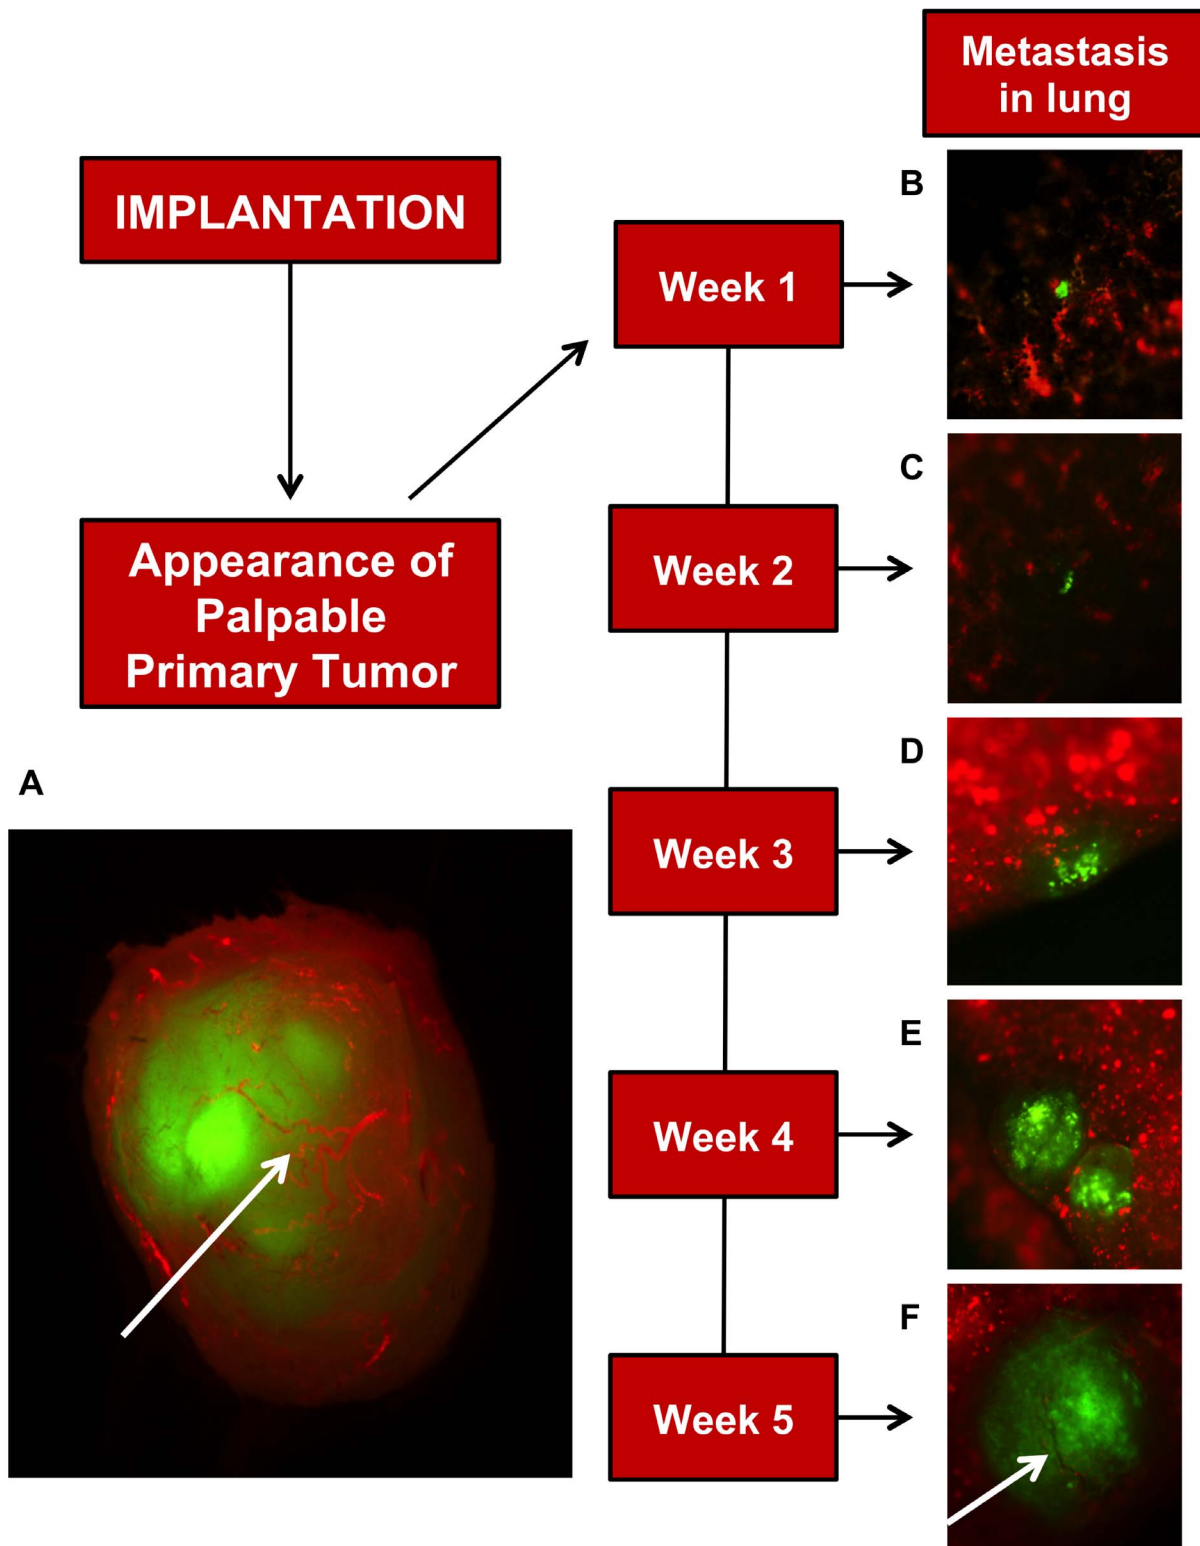 Metastasis
in lung
IMPLANTATION
B
Week 1
C
Week 2
Appearance of
Palpable
Primary Tumor
D
Week 3
A
E
Week 4
F
Week 5